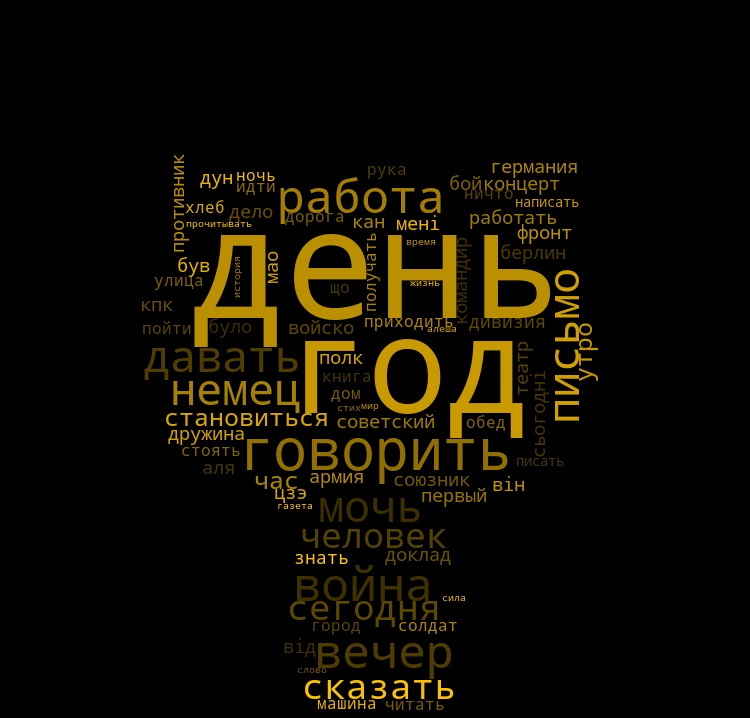 рука
германия
противник
дун
ночь
идти
работа
бой
концерт
ничто
написать
хлеб
дело
дорога
кан
мені
работать
прочитывать
фронт
день
время
получать
командир
берлин
був
мао
история
улица
що
жизнь
письмо
кпк
приходить
дивизия
пойти
було
войско
алеша
утро
год
театр
давать
полк
книга
сьогодні
немец
дом
стих
мир
становиться
советский
обед
дружина
говорить
стоять
аля
писать
час
армия
союзник
цзэ
первый
він
газета
мочь
человек
знать
доклад
война
сила
сегодня
город
солдат
від
вечер
слово
сказать
машина
читать